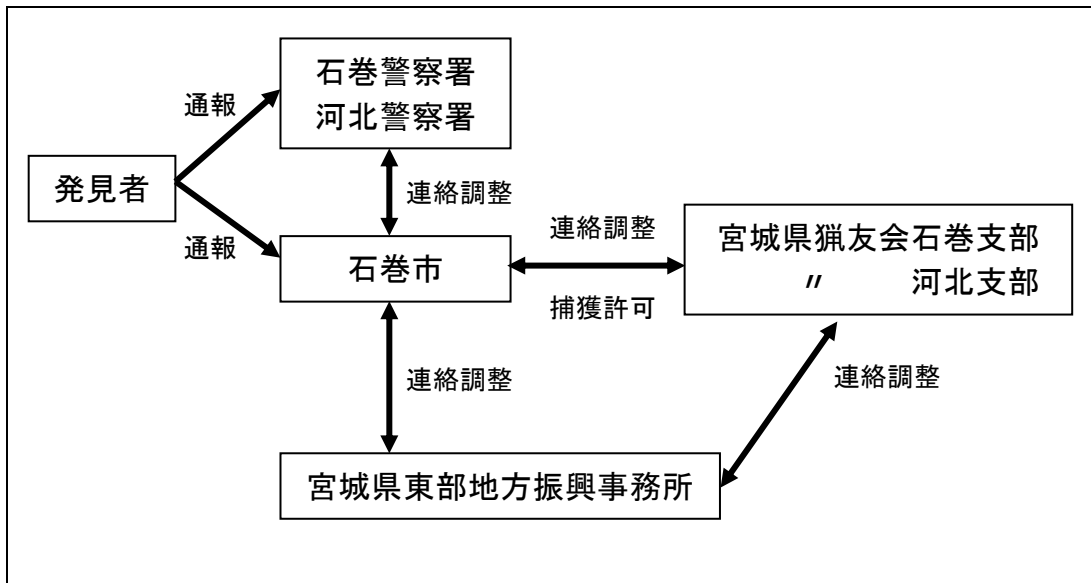 石巻警察署
河北警察署
通報
発見者
連絡調整
通報
石巻市
連絡調整
捕獲許可
宮城県猟友会石巻支部
〃 河北支部
連絡調整
連絡調整
宮城県東部地方振興事務所